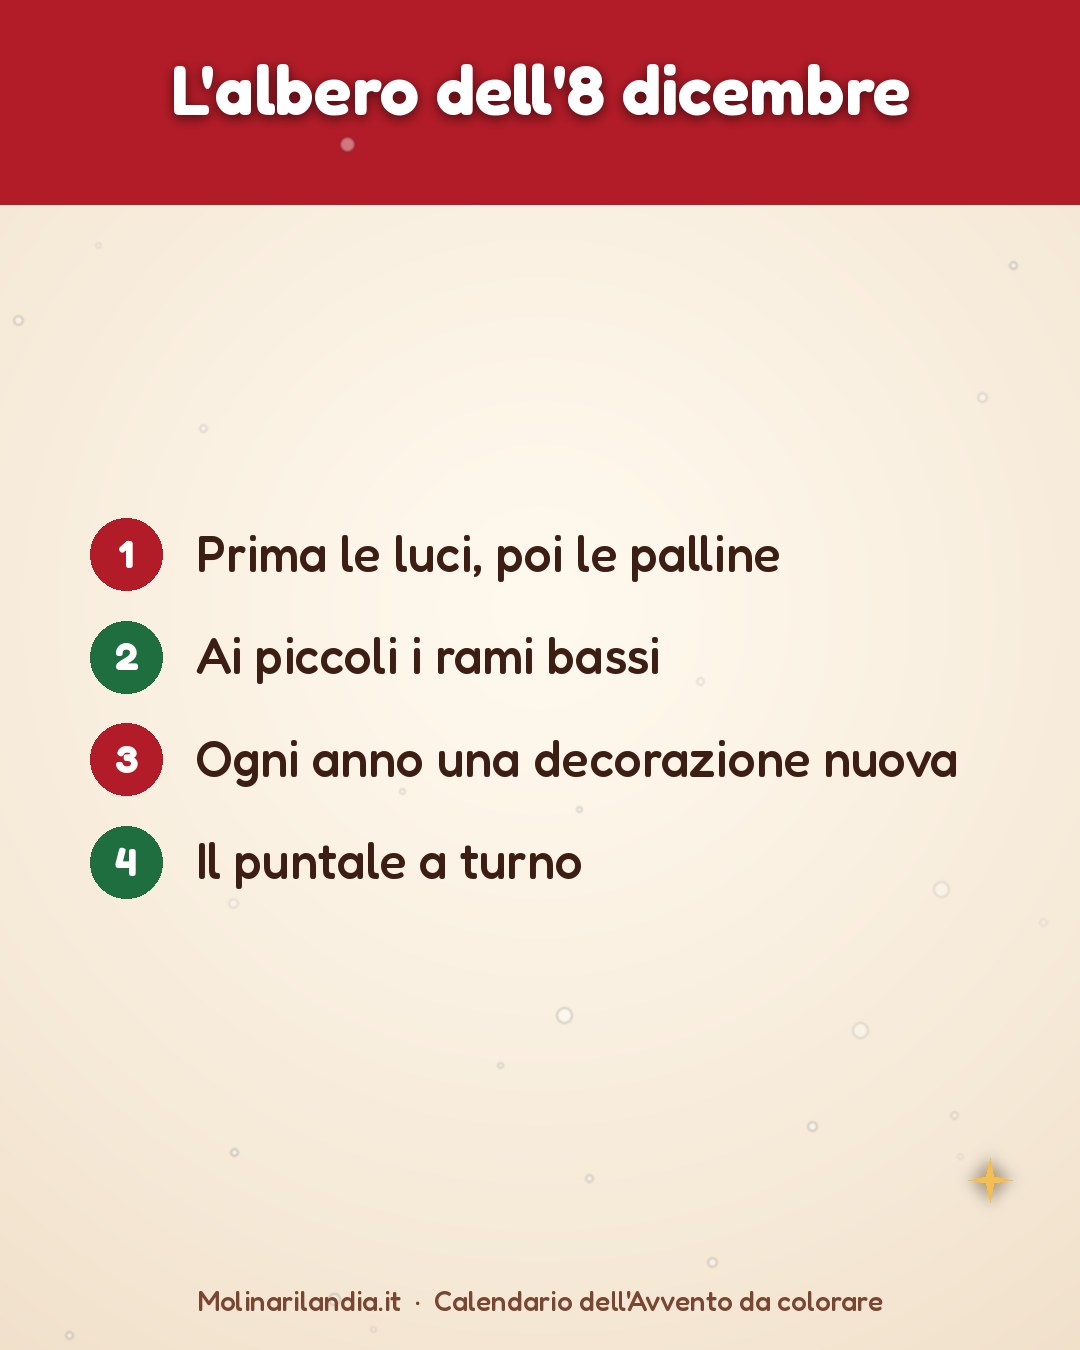 L'albero dell'8 dicembre
1 Prima le luci, poi le palline
2 Ai piccoli i rami bassi
3 Ogni anno una decorazione nuova
4 Il puntale a turno
Molinarilandia.it · Calendario dell'Avvento da colorare